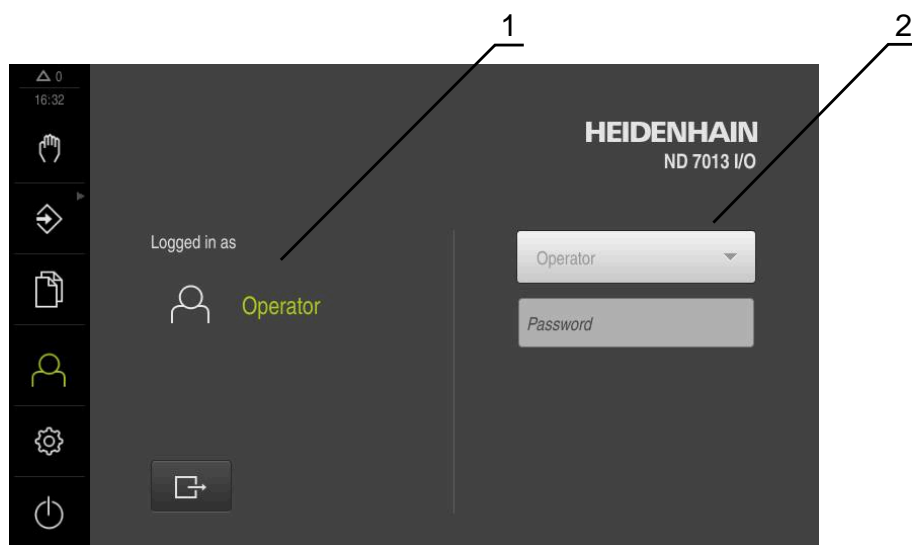 1
2
△ 0
16:32
HEIDENHAIN
ND 7013 I/O
Logged in as
Operator
Operator
Password